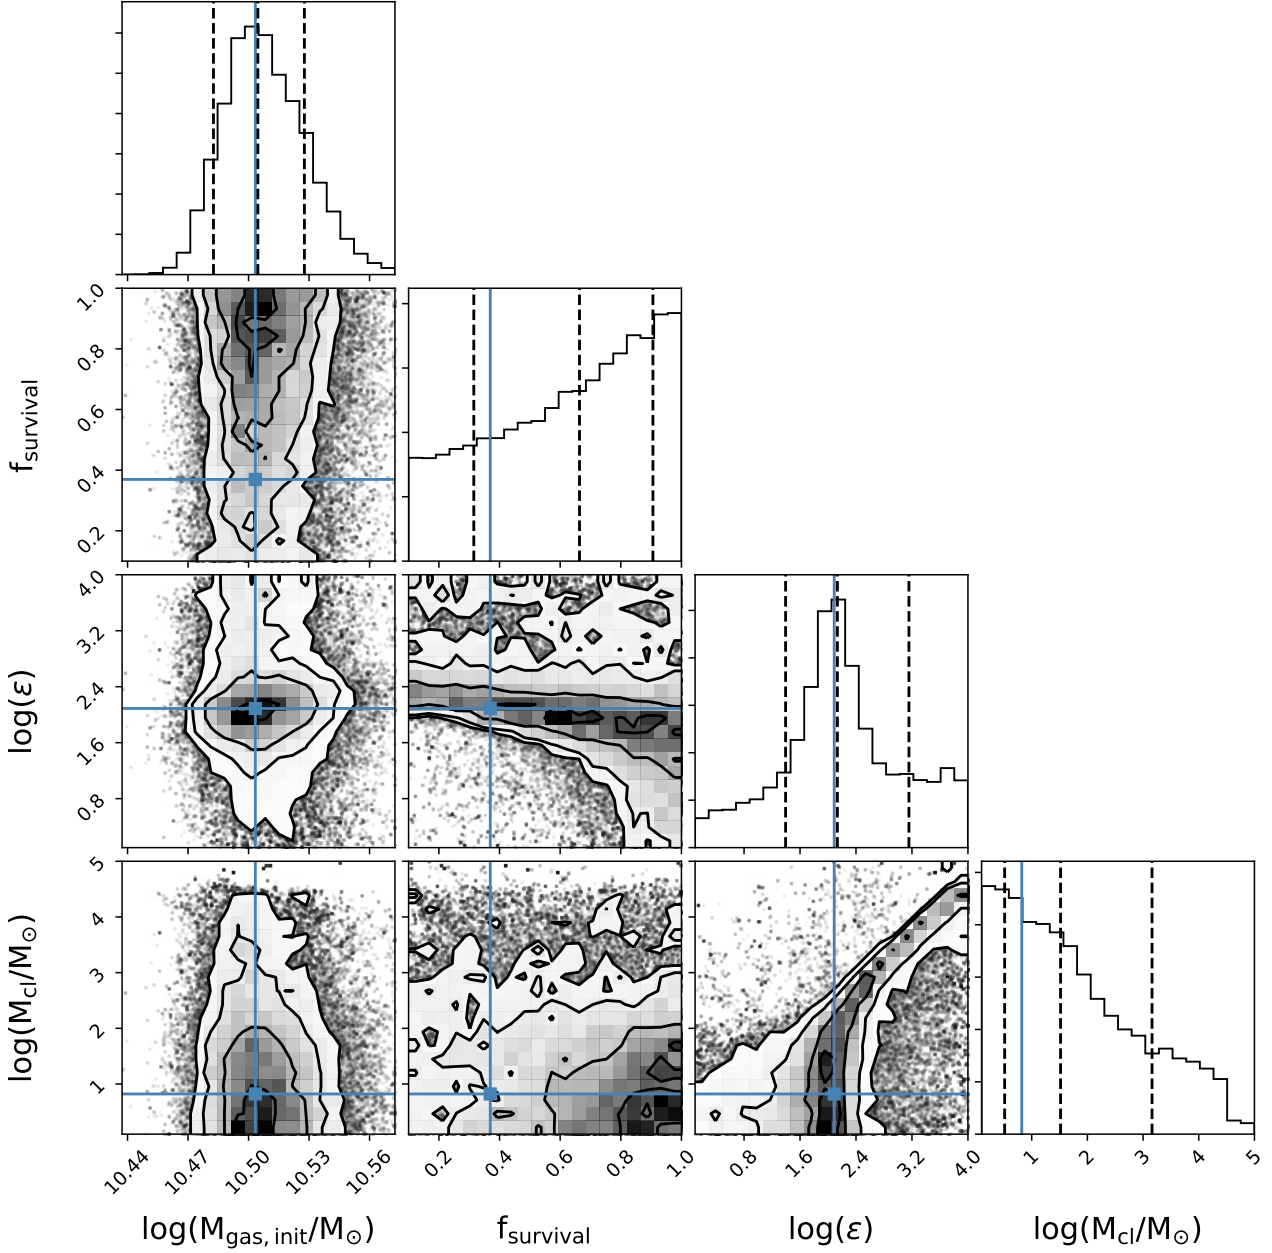 1.0
0.8
0.6
0.4
0.2
f_survival
4.0
3.2
2.4
1.6
0.8
log(ε)
5
4
3
2
1
log(M_cl/M_⊙)
10.44 10.47 10.50 10.53 10.56
0.2 0.4 0.6 0.8 1.0
0.8 1.6 2.4 3.2 4.0
1 2 3 4 5
log(M_gas, init/M_⊙) f_survival log(ε) log(M_cl/M_⊙)